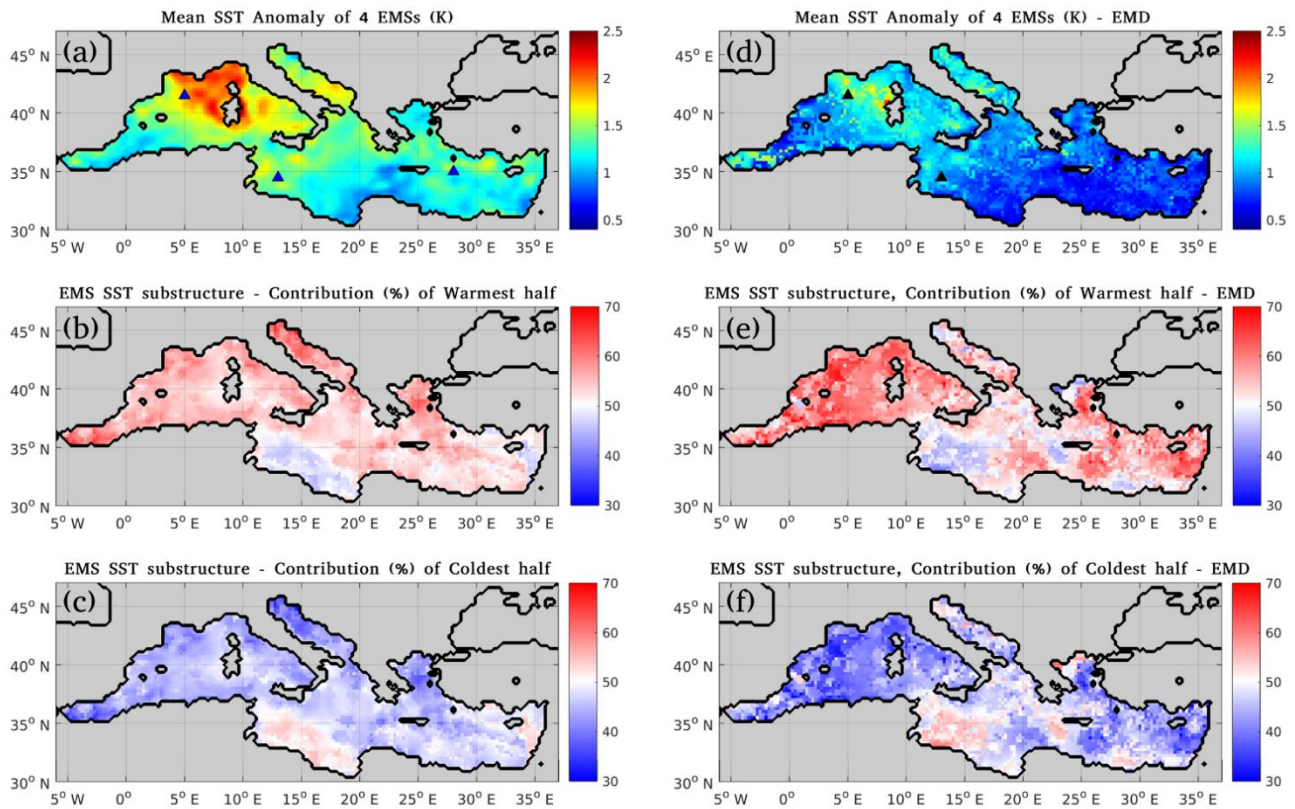 Mean SST Anomaly of 4 EMSs (K)
(a)
45° N
40° N
35° N
30° N
5° W 0° 5° E 10° E 15° E 20° E 25° E 30° E 35° E
2.5
2
1.5
1
0.5
Mean SST Anomaly of 4 EMSs (K) - EMD
(d)
45° E
40° N
35° N
30° N
5° W 0° 5° E 10° E 15° E 20° E 25° E 30° E 35° E
2.5
2
1.5
1
0.5
EMS SST substructure - Contribution (%) of Warmest half
(b)
45° N
40° N
35° N
30° N
5° W 0° 5° E 10° E 15° E 20° E 25° E 30° E 35° E
70
60
50
40
30
EMS SST substructure, Contribution (%) of Warmest half - EMD
(e)
45° N
40° N
35° N
30° N
5° W 0° 5° E 10° E 15° E 20° E 25° E 30° E 35° E
70
60
50
40
30
EMS SST substructure - Contribution (%) of Coldest half
(c)
45° N
40° N
35° N
30° N
5° W 0° 5° E 10° E 15° E 20° E 25° E 30° E 35° E
70
60
50
40
30
EMS SST substructure, Contribution (%) of Coldest half - EMD
(f)
45° N
40° N
35° N
30° N
5° W 0° 5° E 10° E 15° E 20° E 25° E 30° E 35° E
70
60
50
40
30